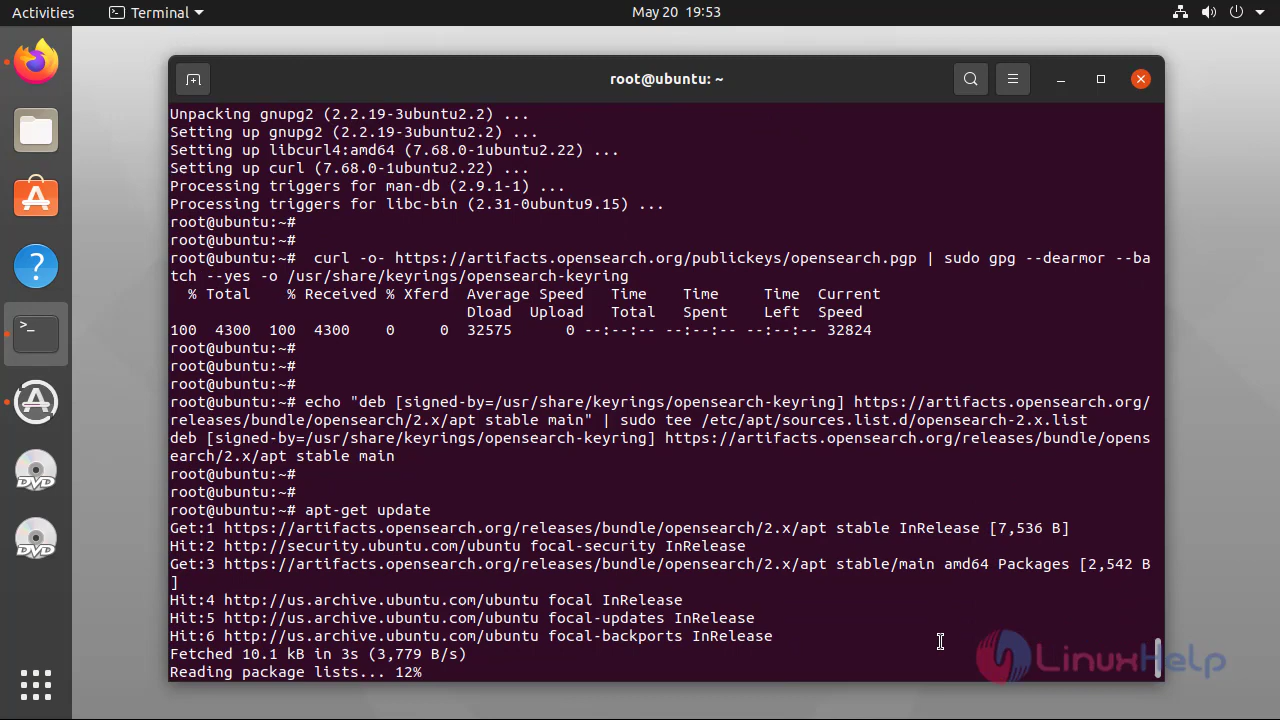 Activities Terminal May 20 19:53
root@ubuntu: ~
Unpacking gnupg2 (2.2.19-3ubuntu2.2) ...
Setting up gnupg2 (2.2.19-3ubuntu2.2) ...
Setting up libcurl4:amd64 (7.68.0-1ubuntu2.22) ...
Setting up curl (7.68.0-1ubuntu2.22) ...
Processing triggers for man-db (2.9.1-1) ...
Processing triggers for libc-bin (2.31-0ubuntu9.15) ...
root@ubuntu:~#
root@ubuntu:~#
root@ubuntu:~#  curl -o- https://artifacts.opensearch.org/publickeys/opensearch.pgp | sudo gpg --dearmor --ba
tch --yes -o /usr/share/keyrings/opensearch-keyring
  % Total    % Received % Xferd  Average Speed   Time    Time     Time  Current
                                 Dload  Upload   Total   Spent    Left  Speed
100  4300  100  4300    0     0  32575      0 --:--:-- --:--:-- --:--:-- 32824
root@ubuntu:~#
root@ubuntu:~#
root@ubuntu:~#
root@ubuntu:~# echo "deb [signed-by=/usr/share/keyrings/opensearch-keyring] https://artifacts.opensearch.org/
releases/bundle/opensearch/2.x/apt stable main" | sudo tee /etc/apt/sources.list.d/opensearch-2.x.list
deb [signed-by=/usr/share/keyrings/opensearch-keyring] https://artifacts.opensearch.org/releases/bundle/opens
earch/2.x/apt stable main
root@ubuntu:~#
root@ubuntu:~#
root@ubuntu:~# apt-get update
Get:1 https://artifacts.opensearch.org/releases/bundle/opensearch/2.x/apt stable InRelease [7,536 B]
Hit:2 http://security.ubuntu.com/ubuntu focal-security InRelease
Get:3 https://artifacts.opensearch.org/releases/bundle/opensearch/2.x/apt stable/main amd64 Packages [2,542 B
]
Hit:4 http://us.archive.ubuntu.com/ubuntu focal InRelease
Hit:5 http://us.archive.ubuntu.com/ubuntu focal-updates InRelease
Hit:6 http://us.archive.ubuntu.com/ubuntu focal-backports InRelease
Fetched 10.1 kB in 3s (3,779 B/s)
Reading package lists... 12%
LinuxHelp
?
>_
DVD
DVD